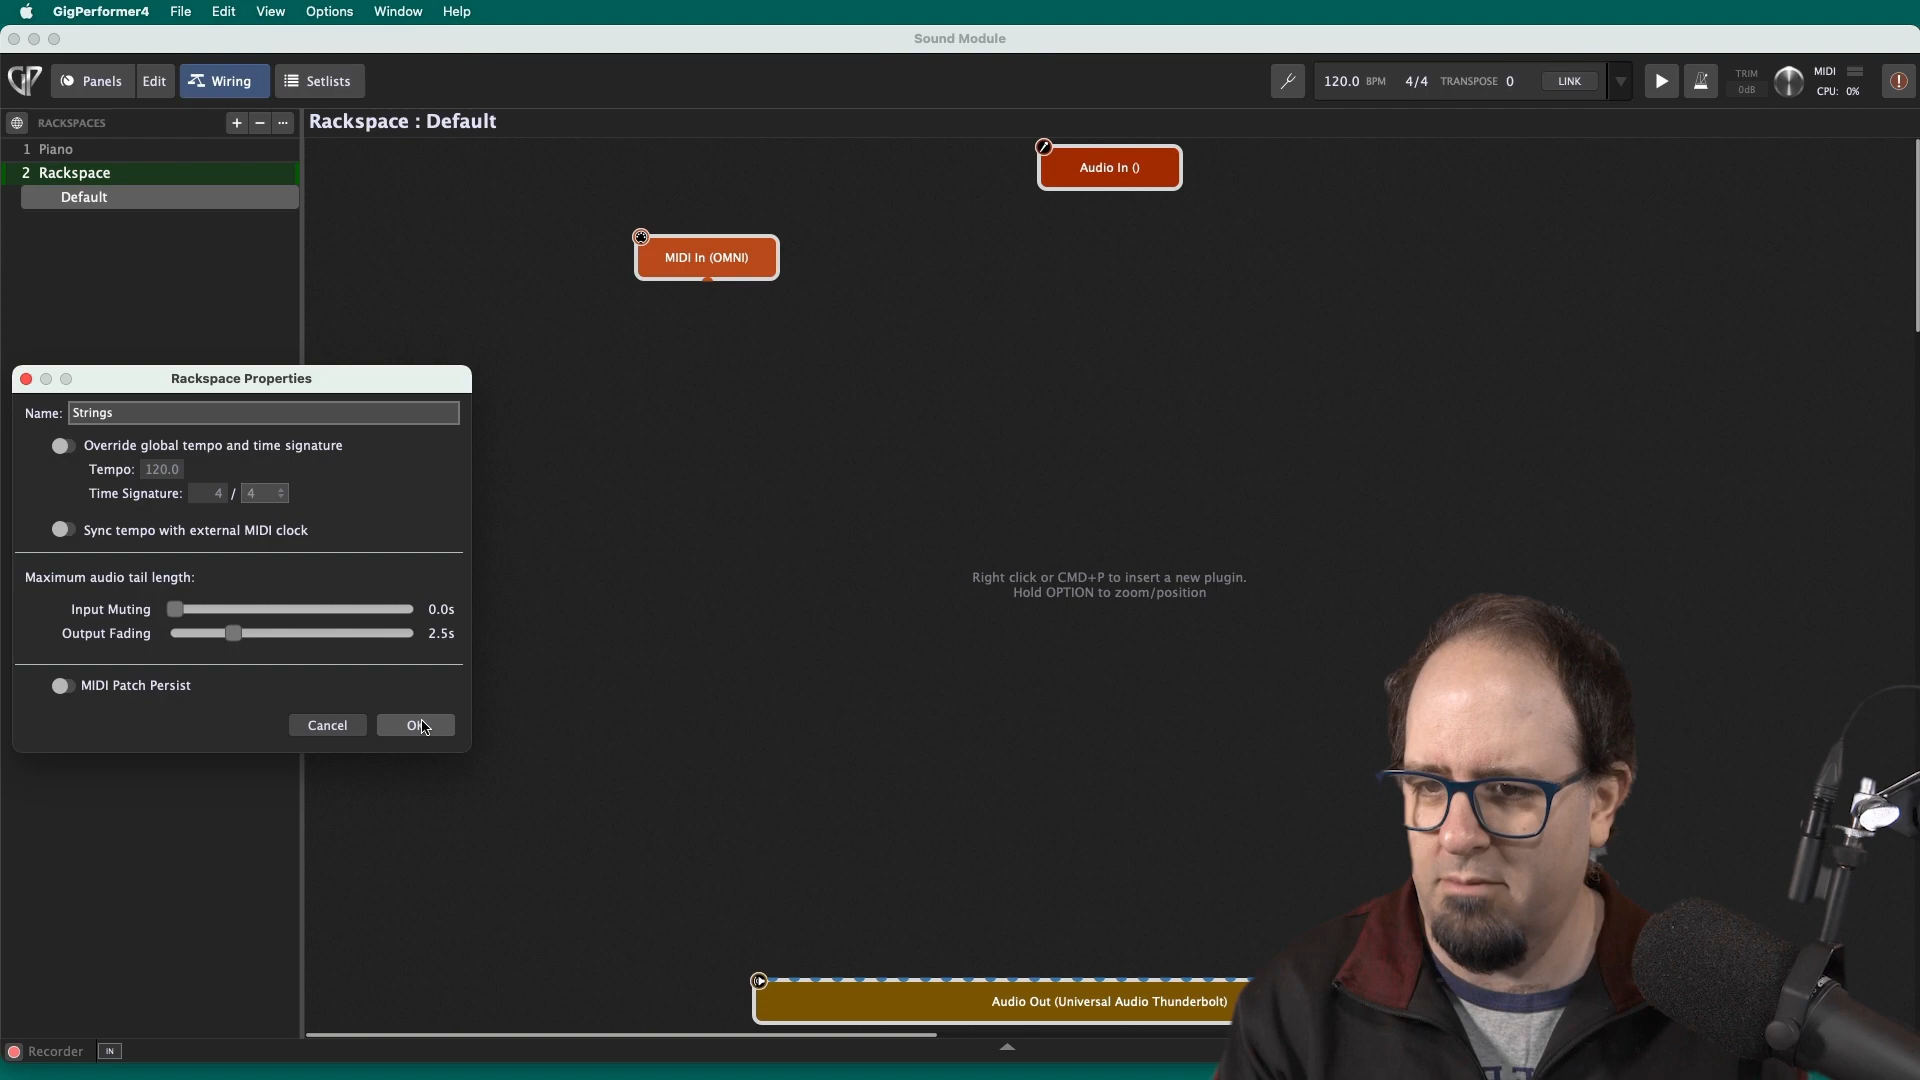 GigPerformer4 File Edit View Options Window Help
Sound Module
Panels Edit Wiring Setlists
120.0 BPM 4/4 TRANSPOSE 0 LINK
TRIM
0dB
MIDI
CPU: 0%
RACKSPACES
Rackspace : Default
1 Piano
2 Rackspace
Default
Audio In ()
MIDI In (OMNI)
Rackspace Properties
Name: Strings
Override global tempo and time signature
Tempo: 120.0
Time Signature: 4 / 4
Sync tempo with external MIDI clock
Maximum audio tail length:
Input Muting 0.0s
Output Fading 2.5s
MIDI Patch Persist
Cancel OK
Right click or CMD+P to insert a new plugin.
Hold OPTION to zoom/position
Audio Out (Universal Audio Thunderbolt)
Recorder IN